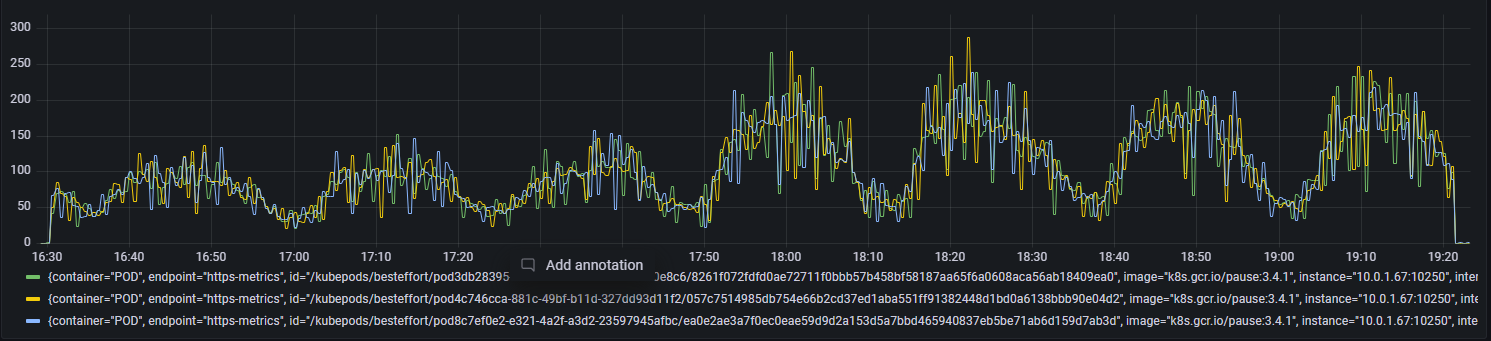 300
250
200
150
100
50
0
16:30 16:40 16:50 17:00 17:10 17:20 17:50 18:00 18:10 18:20 18:30 18:40 18:50 19:00 19:10 19:20
Add annotation
{container="POD", endpoint="https-metrics", id="/kubepods/besteffort/pod3db28395 0e8c6/8261f072fdfd0ae72711f0bbb57b458bf58187aa65f6a0608aca56ab18409ea0", image="k8s.gcr.io/pause:3.4.1", instance="10.0.1.67:10250", inte
{container="POD", endpoint="https-metrics", id="/kubepods/besteffort/pod4c746cca-881c-49bf-b11d-327dd93d11f2/057c7514985db754e66b2cd37ed1aba551ff91382448d1bd0a6138bbb90e04d2", image="k8s.gcr.io/pause:3.4.1", instance="10.0.1.67:10250", inte
{container="POD", endpoint="https-metrics", id="/kubepods/besteffort/pod8c7ef0e2-e321-4a2f-a3d2-23597945afbc/ea0e2ae3a7f0ec0eae59d9d2a153d5a7bbd465940837eb5be71ab6d159d7ab3d", image="k8s.gcr.io/pause:3.4.1", instance="10.0.1.67:10250", inte